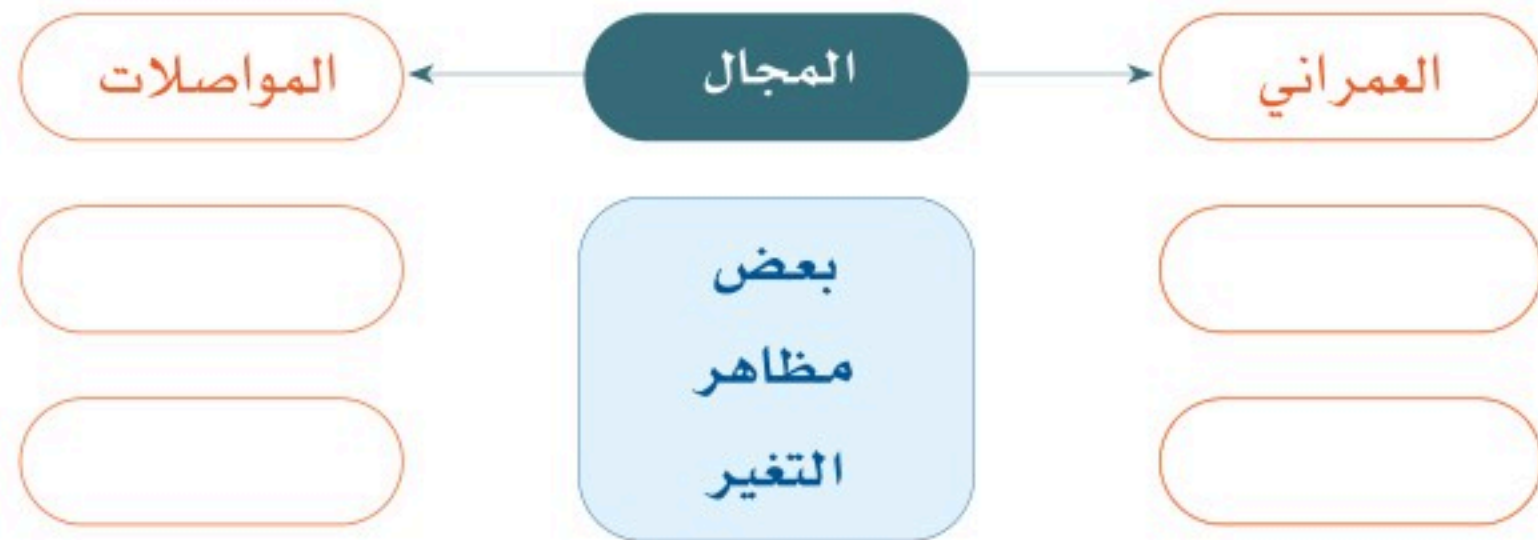 العمراني
المجال
المواصلات
بعض
مظاهر
التغير